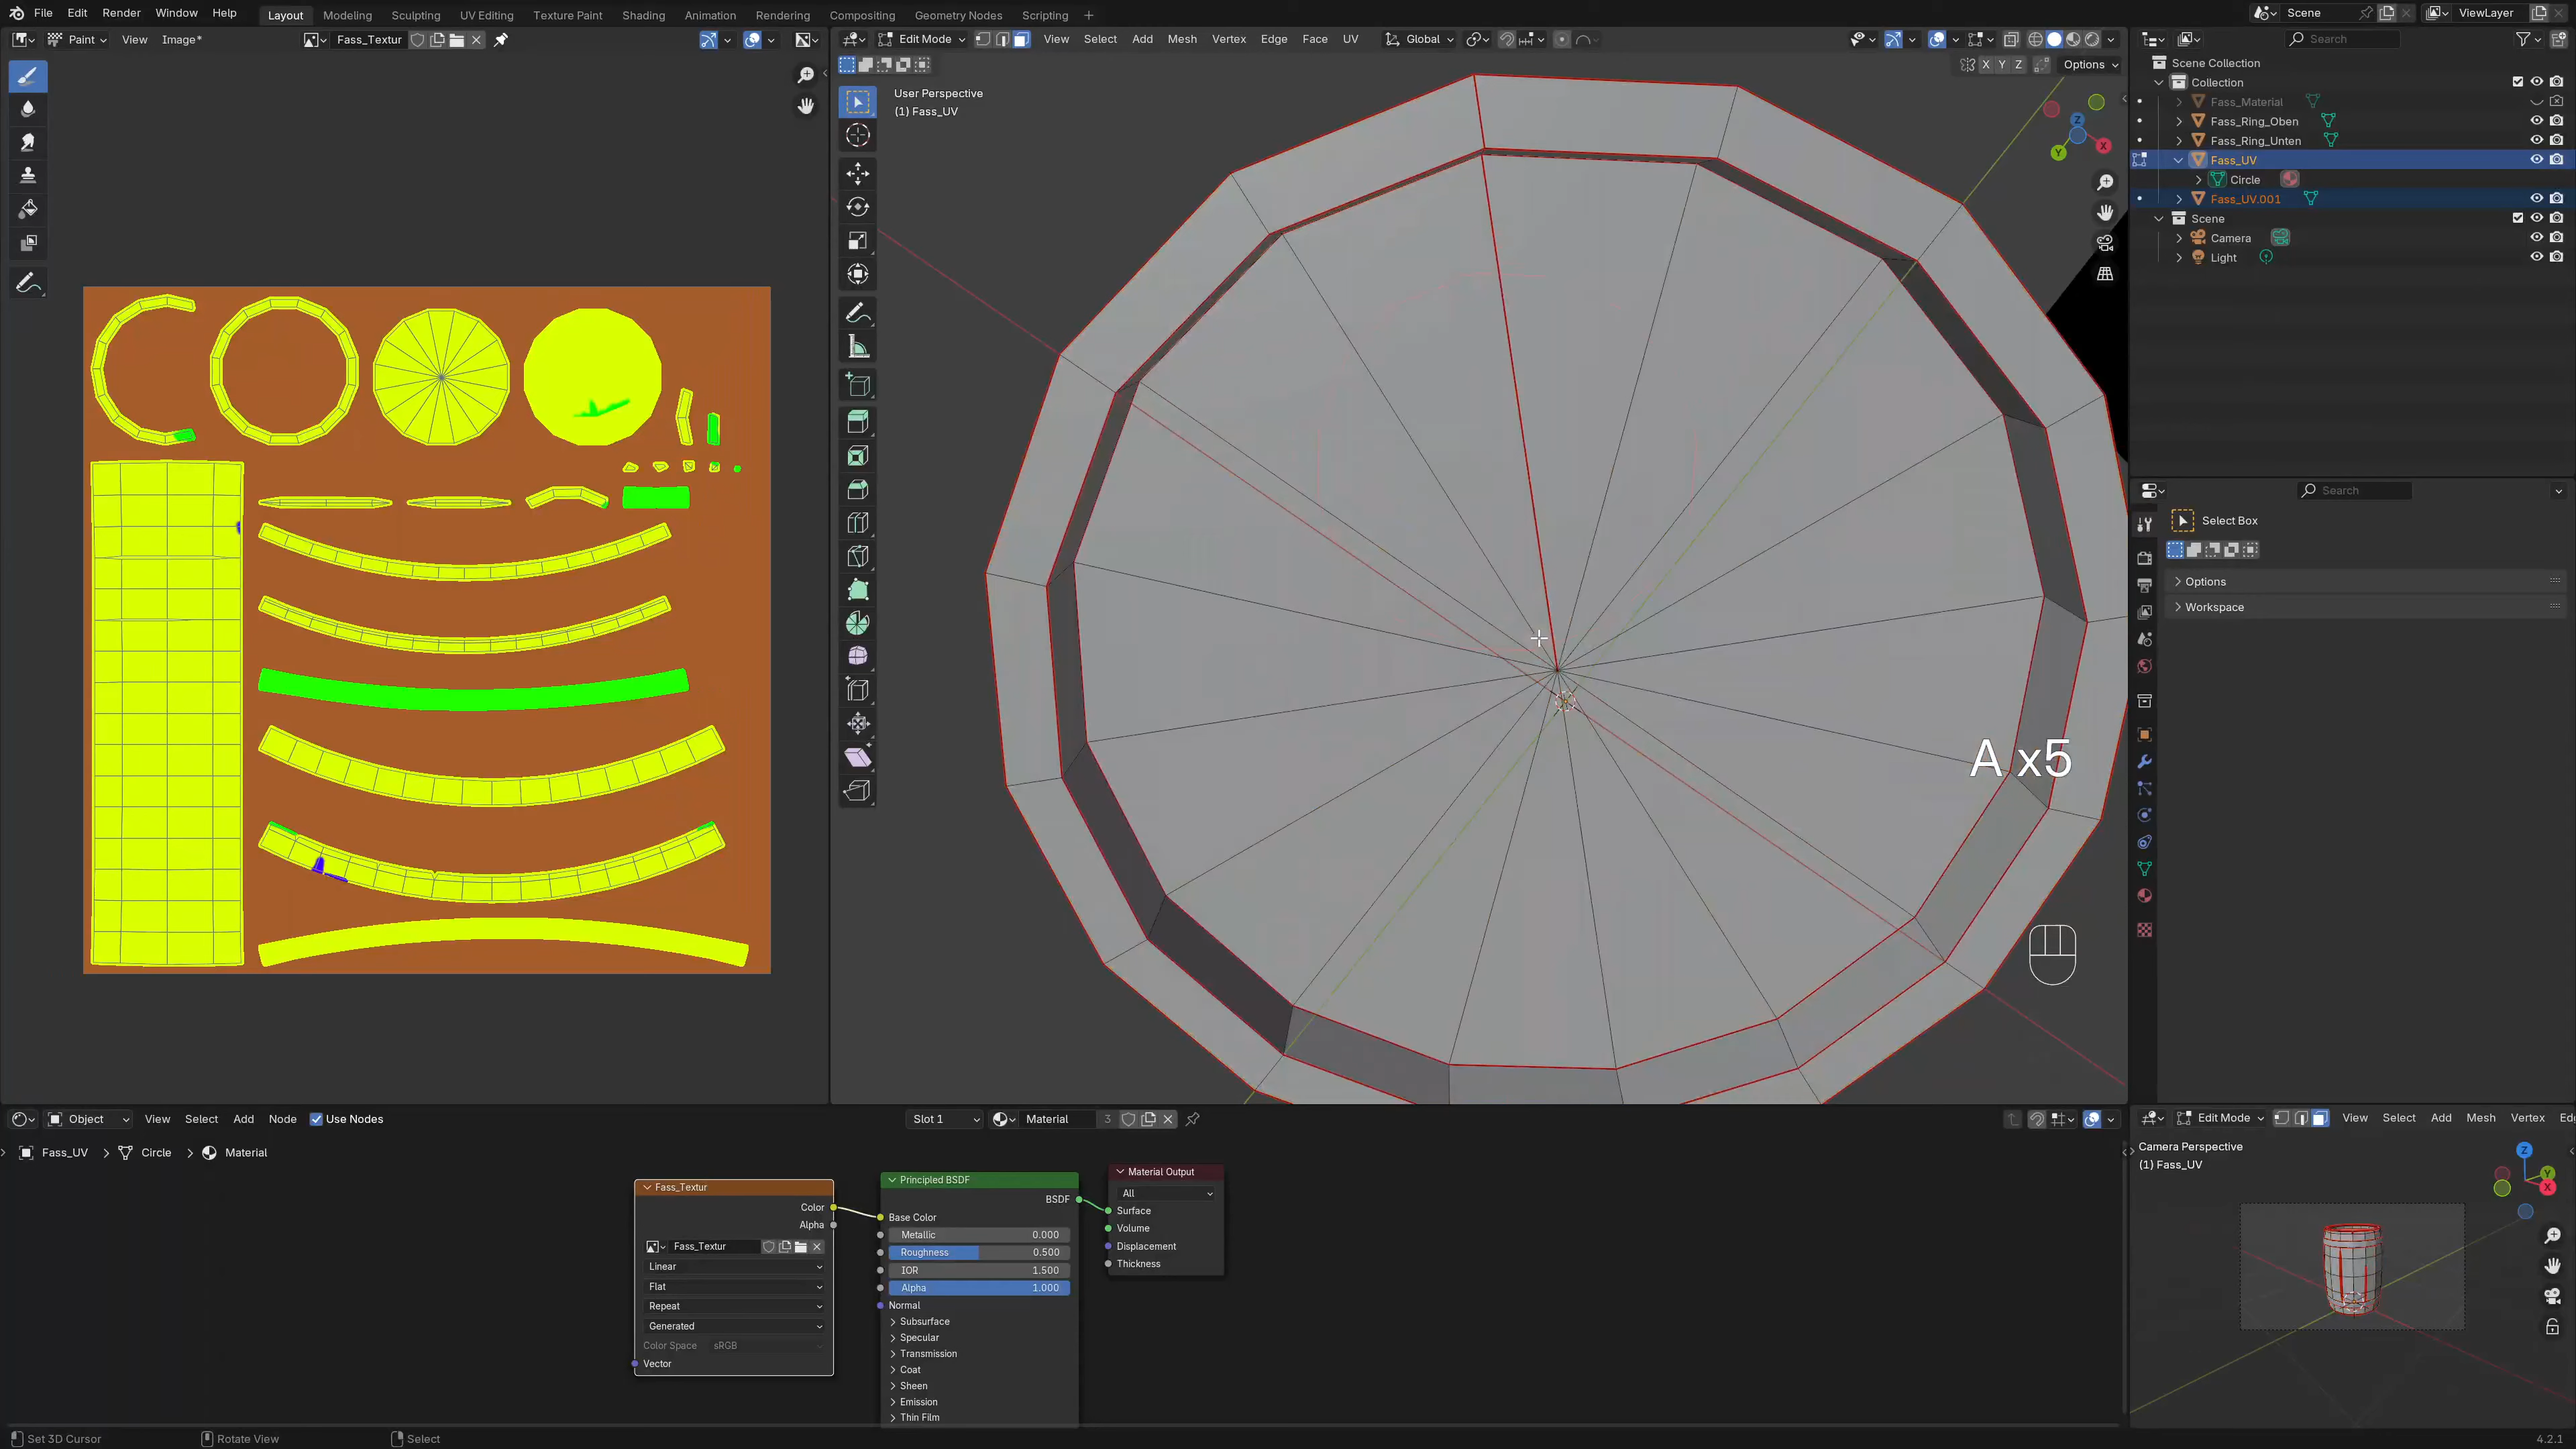 File Edit Render Window Help Layout Modeling Sculpting UV Editing Texture Paint Shading Animation Rendering Compositing Geometry Nodes Scripting + Scene ViewLayer
Paint View Image* Fass_Textur Edit Mode View Select Add Mesh Vertex Edge Face UV Global Search
X Y Z Options
User Perspective
(1) Fass_UV
Z
X
Y
Scene Collection
Collection
Fass_Material
Fass_Ring_Oben
Fass_Ring_Unten
Fass_UV
Circle
Fass_UV.001
Scene
Camera
Light
Search
Select Box
Options
Workspace
A x5
Object View Select Add Node Use Nodes Slot 1 Material 3
Fass_UV > Circle > Material
Fass_Textur
Color
Alpha
Fass_Textur
Linear
Flat
Repeat
Generated
Color Space sRGB
Vector
Principled BSDF
BSDF
Base Color
Metallic 0.000
Roughness 0.500
IOR 1.500
Alpha 1.000
Normal
Subsurface
Specular
Transmission
Coat
Sheen
Emission
Thin Film
Material Output
All
Surface
Volume
Displacement
Thickness
Edit Mode View Select Add Mesh Vertex Ed
Camera Perspective
(1) Fass_UV
Z
Y
X
Set 3D Cursor Rotate View Select 4.2.1